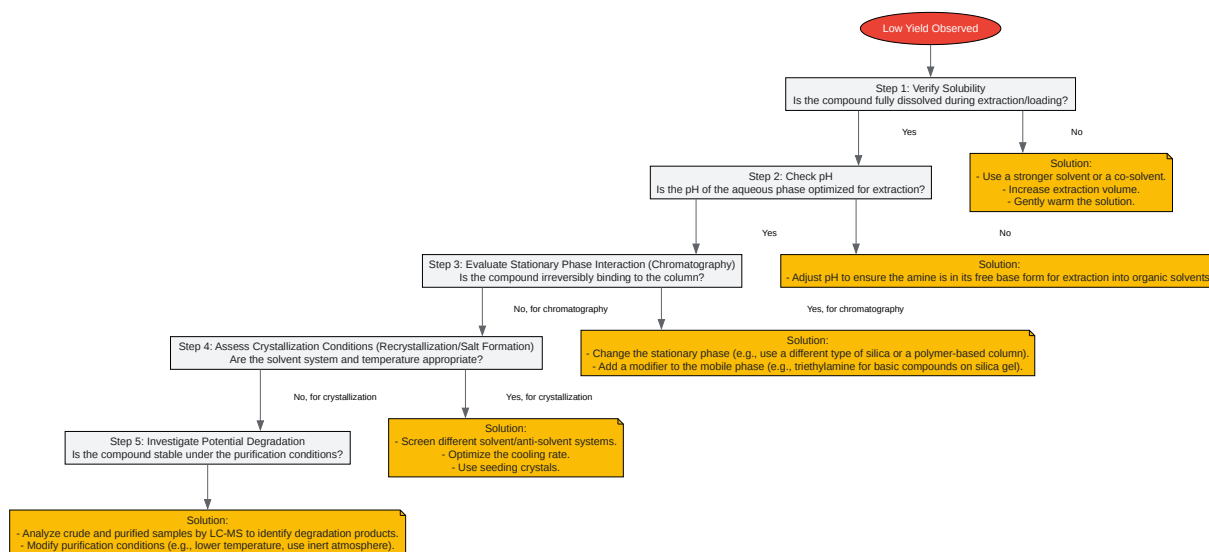 Low Yield Observed
Step 1: Verify Solubility
Is the compound fully dissolved during extraction/loading?
Yes
No
Solution:
- Use a stronger solvent or a co-solvent.
- Increase extraction volume.
- Gently warm the solution.
Step 2: Check pH
Is the pH of the aqueous phase optimized for extraction?
Yes
No
Solution:
- Adjust pH to ensure the amine is in its free base form for extraction into organic solvents
Step 3: Evaluate Stationary Phase Interaction (Chromatography)
Is the compound irreversibly binding to the column?
No, for chromatography
Yes, for chromatography
Solution:
- Change the stationary phase (e.g., use a different type of silica or a polymer-based column).
- Add a modifier to the mobile phase (e.g., triethylamine for basic compounds on silica gel).
Step 4: Assess Crystallization Conditions (Recrystallization/Salt Formation)
Are the solvent system and temperature appropriate?
No, for crystallization
Yes, for crystallization
Solution:
- Screen different solvent/anti-solvent systems.
- Optimize the cooling rate.
- Use seeding crystals.
Step 5: Investigate Potential Degradation
Is the compound stable under the purification conditions?
Solution:
- Analyze crude and purified samples by LC-MS to identify degradation products.
- Modify purification conditions (e.g., lower temperature, use inert atmosphere).